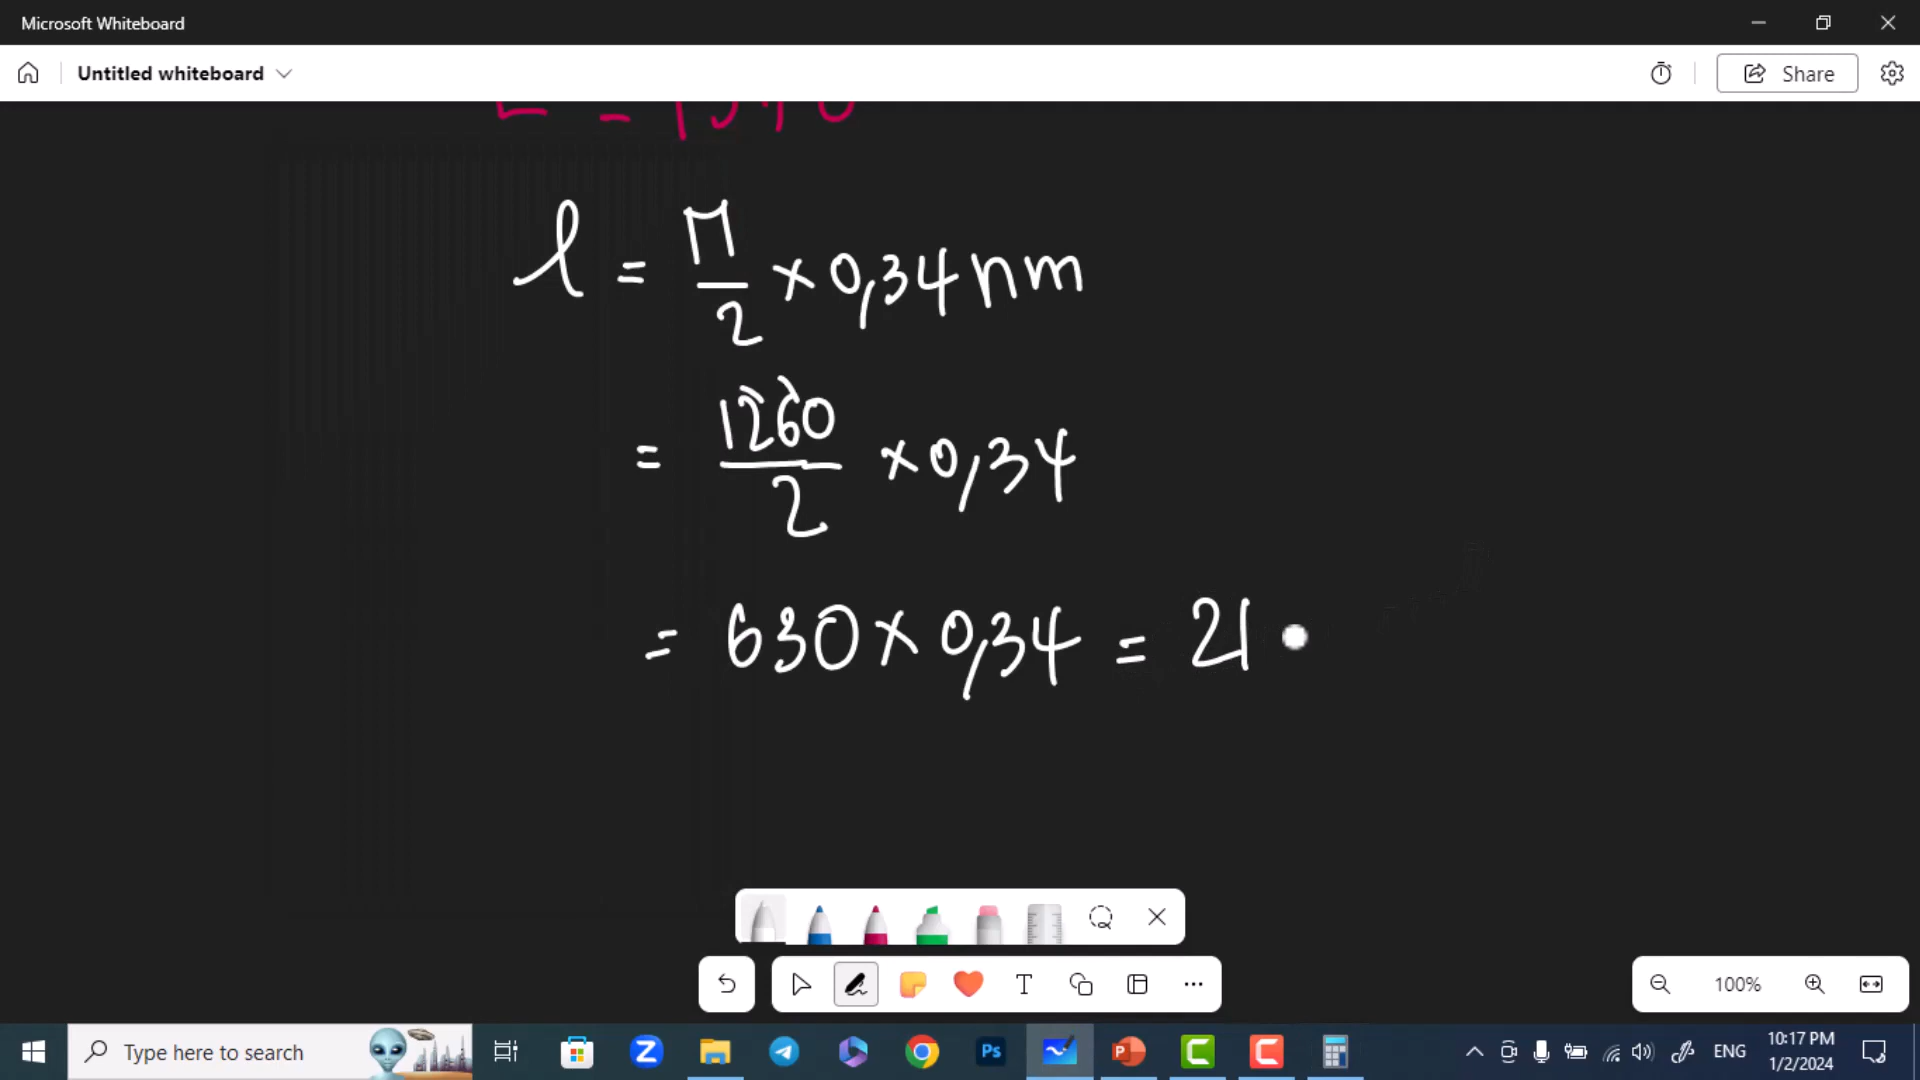 Microsoft Whiteboard
Untitled whiteboard
Share
l = M/2 × 0,34 nm
= 1260/2 × 0,34
= 630 × 0,34 = 21
T
100%
Type here to search
Ps
ENG
10:17 PM
1/2/2024